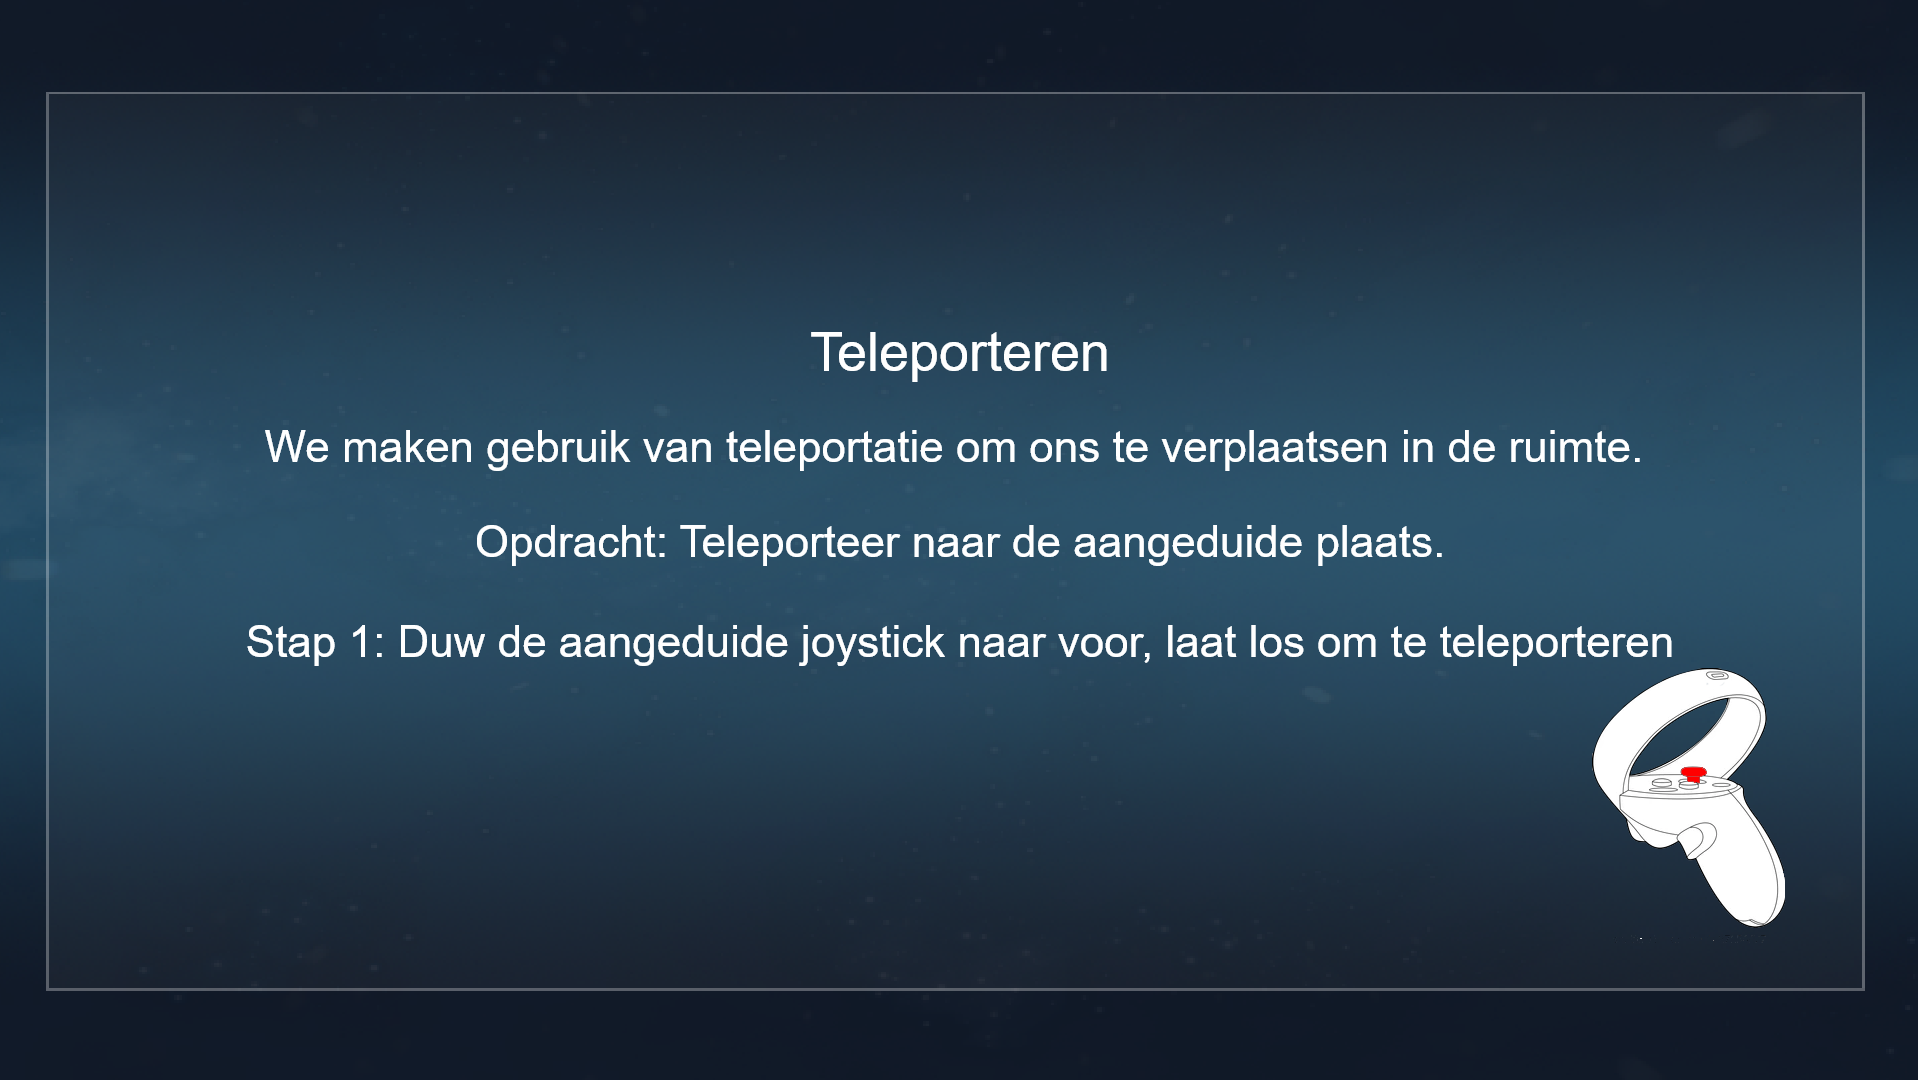 Teleporteren
We maken gebruik van teleportatie om ons te verplaatsen in de ruimte.
Opdracht: Teleporteer naar de aangeduide plaats.
Stap 1: Duw de aangeduide joystick naar voor, laat los om te teleporteren